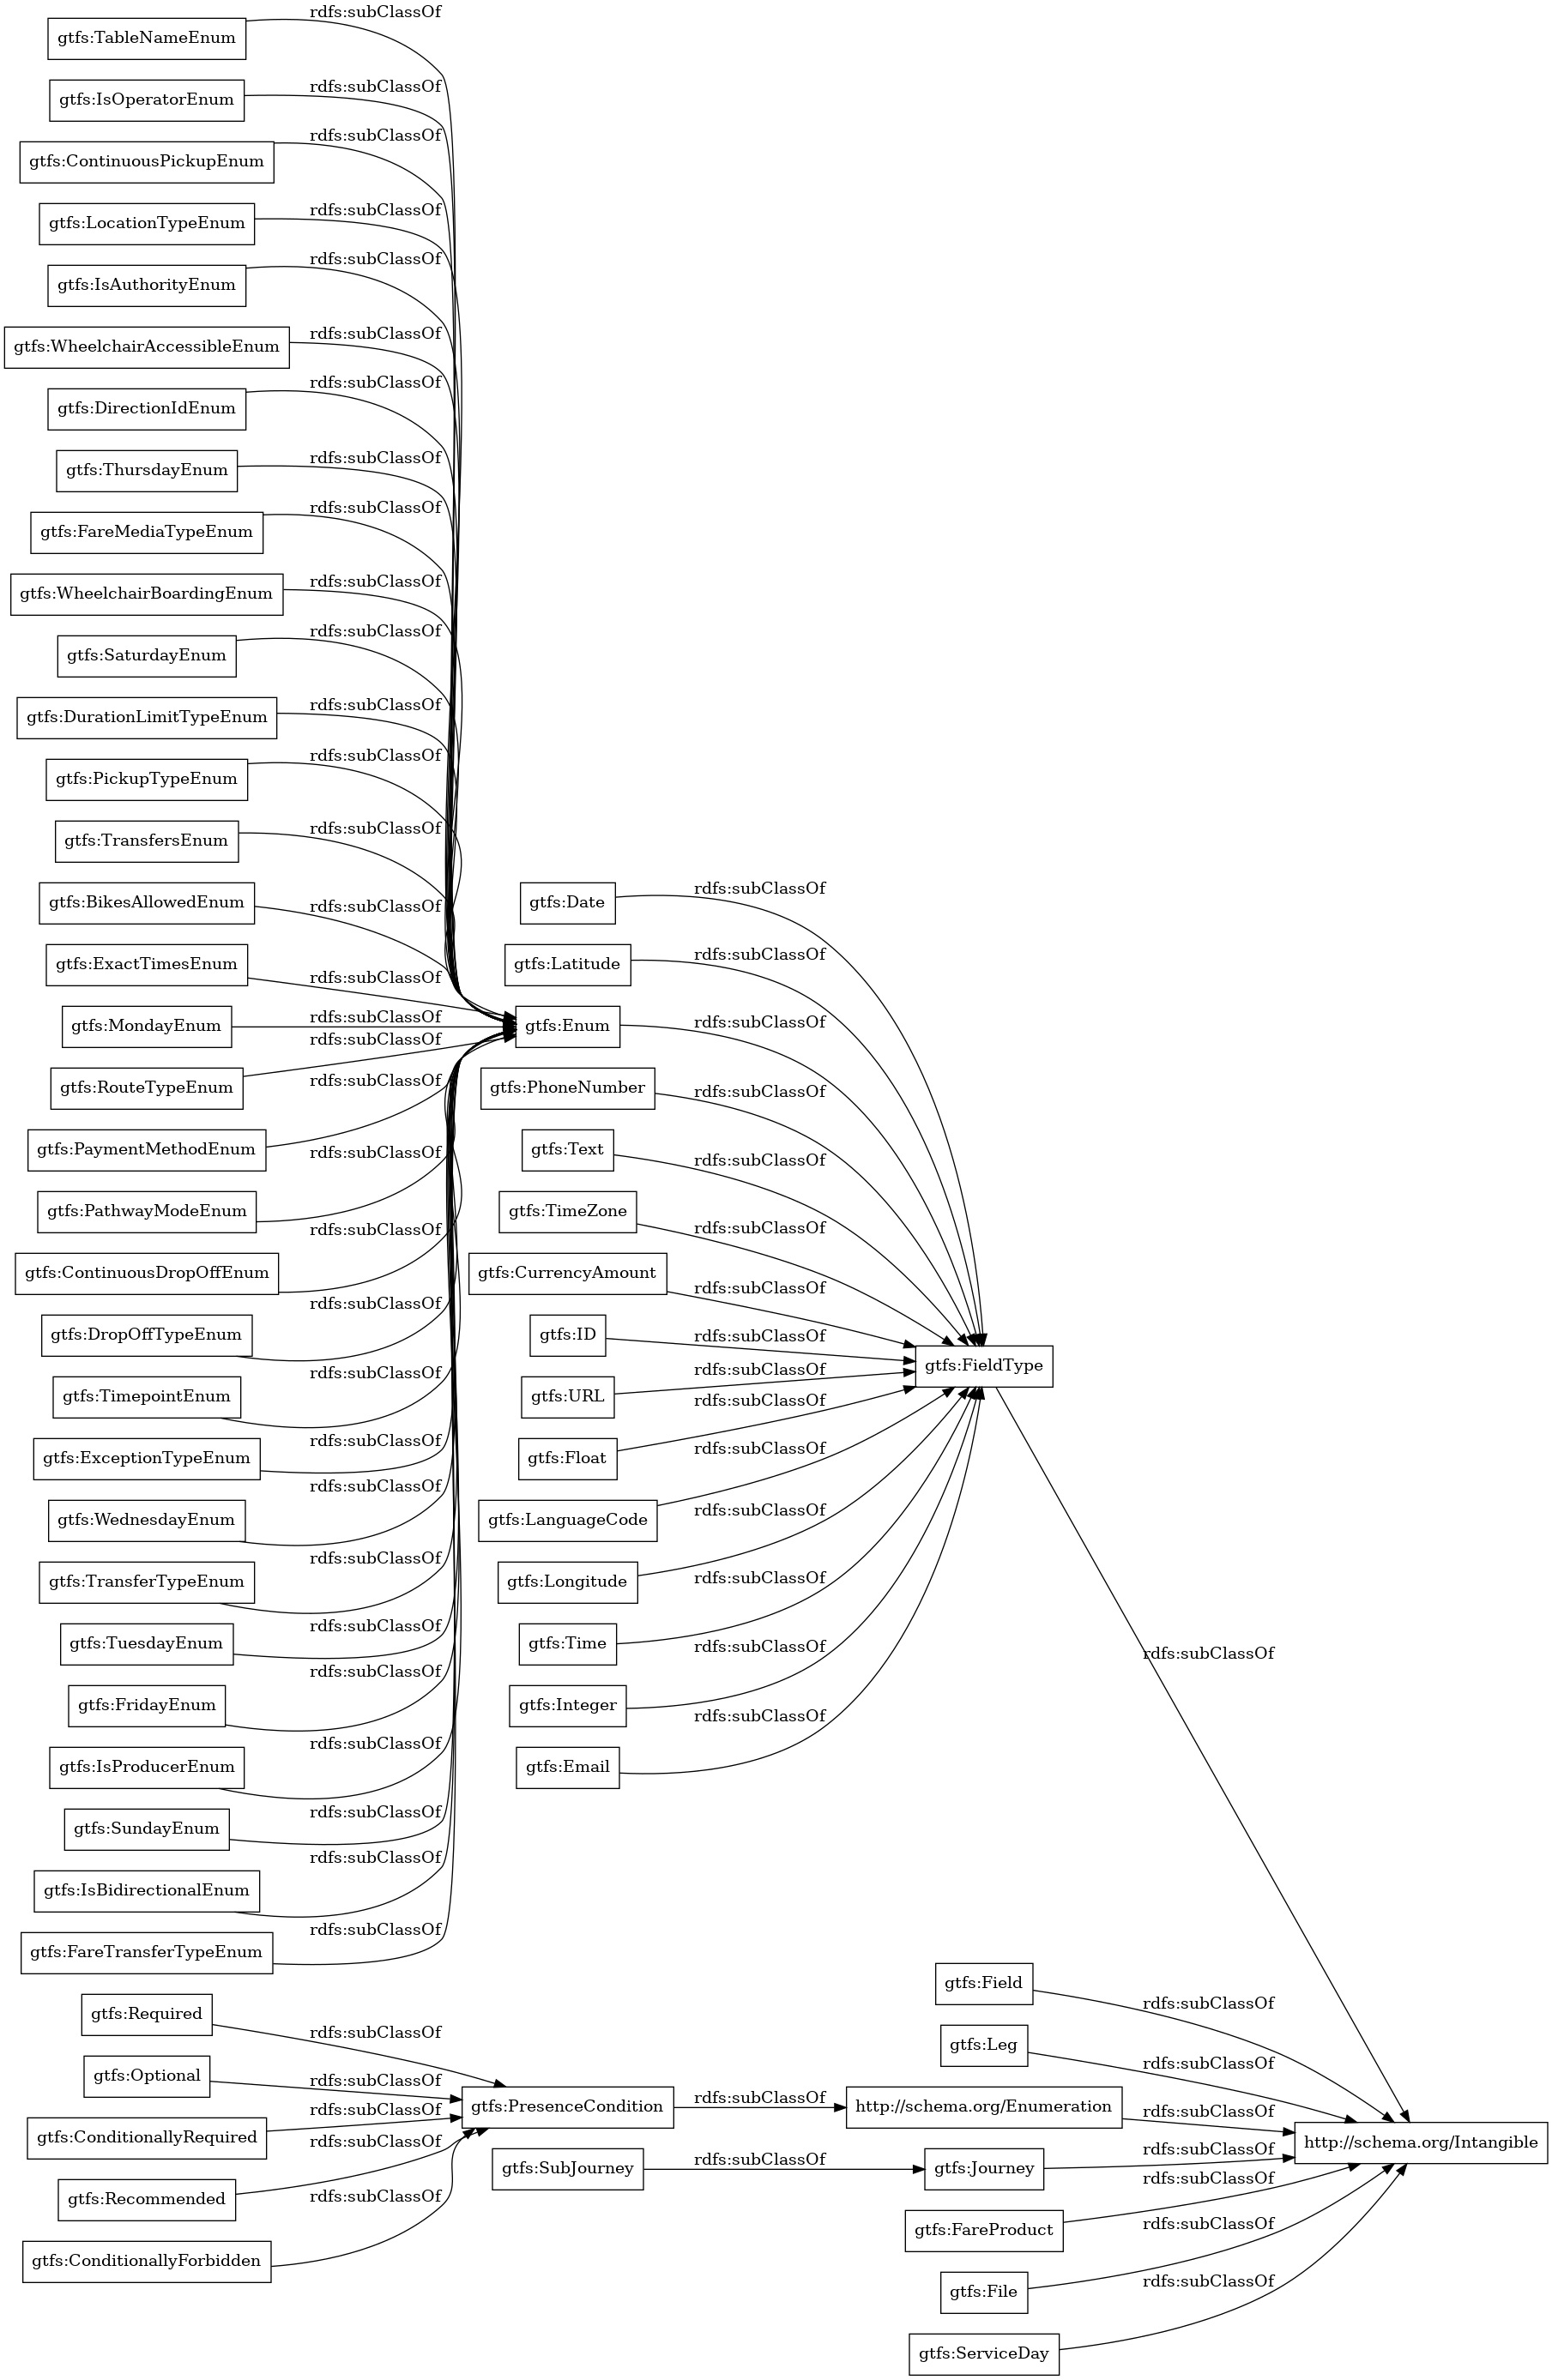 gtfs:TableNameEnum
rdfs:subClassOf
gtfs:IsOperatorEnum
rdfs:subClassOf
gtfs:ContinuousPickupEnum
rdfs:subClassOf
gtfs:LocationTypeEnum
rdfs:subClassOf
gtfs:IsAuthorityEnum
rdfs:subClassOf
gtfs:WheelchairAccessibleEnum
rdfs:subClassOf
gtfs:DirectionIdEnum
rdfs:subClassOf
gtfs:ThursdayEnum
rdfs:subClassOf
gtfs:FareMediaTypeEnum
rdfs:subClassOf
gtfs:WheelchairBoardingEnum
rdfs:subClassOf
gtfs:SaturdayEnum
rdfs:subClassOf
gtfs:DurationLimitTypeEnum
rdfs:subClassOf
gtfs:PickupTypeEnum
rdfs:subClassOf
gtfs:TransfersEnum
rdfs:subClassOf
gtfs:BikesAllowedEnum
rdfs:subClassOf
gtfs:ExactTimesEnum
rdfs:subClassOf
gtfs:MondayEnum
rdfs:subClassOf
gtfs:RouteTypeEnum
rdfs:subClassOf
gtfs:PaymentMethodEnum
rdfs:subClassOf
gtfs:PathwayModeEnum
rdfs:subClassOf
gtfs:ContinuousDropOffEnum
rdfs:subClassOf
gtfs:DropOffTypeEnum
rdfs:subClassOf
gtfs:TimepointEnum
rdfs:subClassOf
gtfs:ExceptionTypeEnum
rdfs:subClassOf
gtfs:WednesdayEnum
rdfs:subClassOf
gtfs:TransferTypeEnum
rdfs:subClassOf
gtfs:TuesdayEnum
rdfs:subClassOf
gtfs:FridayEnum
rdfs:subClassOf
gtfs:IsProducerEnum
rdfs:subClassOf
gtfs:SundayEnum
rdfs:subClassOf
gtfs:IsBidirectionalEnum
rdfs:subClassOf
gtfs:FareTransferTypeEnum
rdfs:subClassOf
gtfs:Required
rdfs:subClassOf
gtfs:Optional
rdfs:subClassOf
gtfs:ConditionallyRequired
rdfs:subClassOf
gtfs:Recommended
rdfs:subClassOf
gtfs:ConditionallyForbidden
rdfs:subClassOf
gtfs:Date
rdfs:subClassOf
gtfs:Latitude
rdfs:subClassOf
gtfs:Enum
rdfs:subClassOf
gtfs:PhoneNumber
rdfs:subClassOf
gtfs:Text
rdfs:subClassOf
gtfs:TimeZone
rdfs:subClassOf
gtfs:CurrencyAmount
rdfs:subClassOf
gtfs:ID
rdfs:subClassOf
gtfs:URL
rdfs:subClassOf
gtfs:Float
rdfs:subClassOf
gtfs:LanguageCode
rdfs:subClassOf
gtfs:Longitude
rdfs:subClassOf
gtfs:Time
rdfs:subClassOf
gtfs:Integer
rdfs:subClassOf
gtfs:Email
rdfs:subClassOf
gtfs:PresenceCondition
rdfs:subClassOf
gtfs:SubJourney
rdfs:subClassOf
gtfs:FieldType
rdfs:subClassOf
gtfs:Field
rdfs:subClassOf
gtfs:Leg
rdfs:subClassOf
http://schema.org/Enumeration
rdfs:subClassOf
gtfs:Journey
rdfs:subClassOf
gtfs:FareProduct
rdfs:subClassOf
gtfs:File
rdfs:subClassOf
gtfs:ServiceDay
rdfs:subClassOf
http://schema.org/Intangible